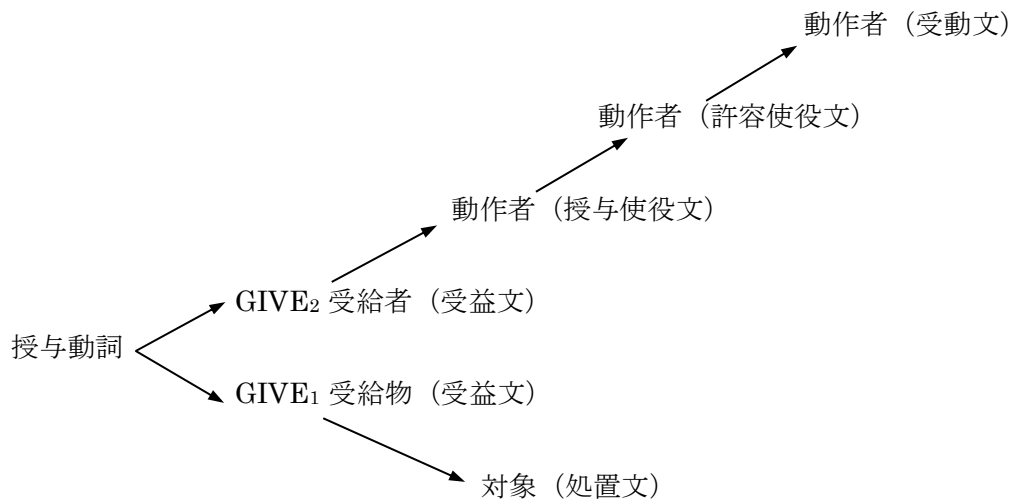 動作者（受動文）
動作者（許容使役文）
動作者（授与使役文）
GIVE₂ 受給者（受益文）
授与動詞
GIVE₁ 受給物（受益文）
対象（処置文）